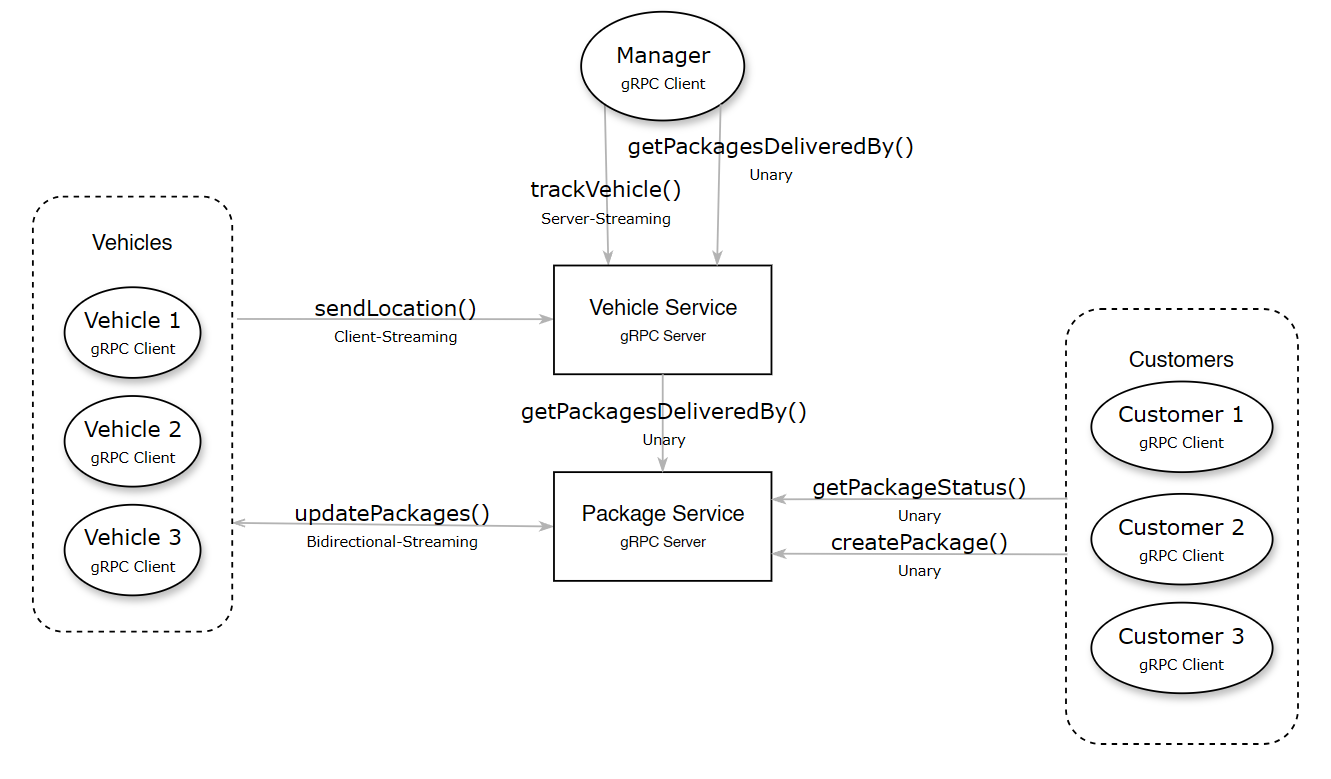 Manager
gRPC Client
getPackagesDeliveredBy()
Unary
trackVehicle()
Server-Streaming
Vehicles
Vehicle 1
gRPC Client
Vehicle 2
gRPC Client
Vehicle 3
gRPC Client
sendLocation()
Client-Streaming
Vehicle Service
gRPC Server
getPackagesDeliveredBy()
Unary
updatePackages()
Bidirectional-Streaming
Package Service
gRPC Server
getPackageStatus()
Unary
createPackage()
Unary
Customers
Customer 1
gRPC Client
Customer 2
gRPC Client
Customer 3
gRPC Client